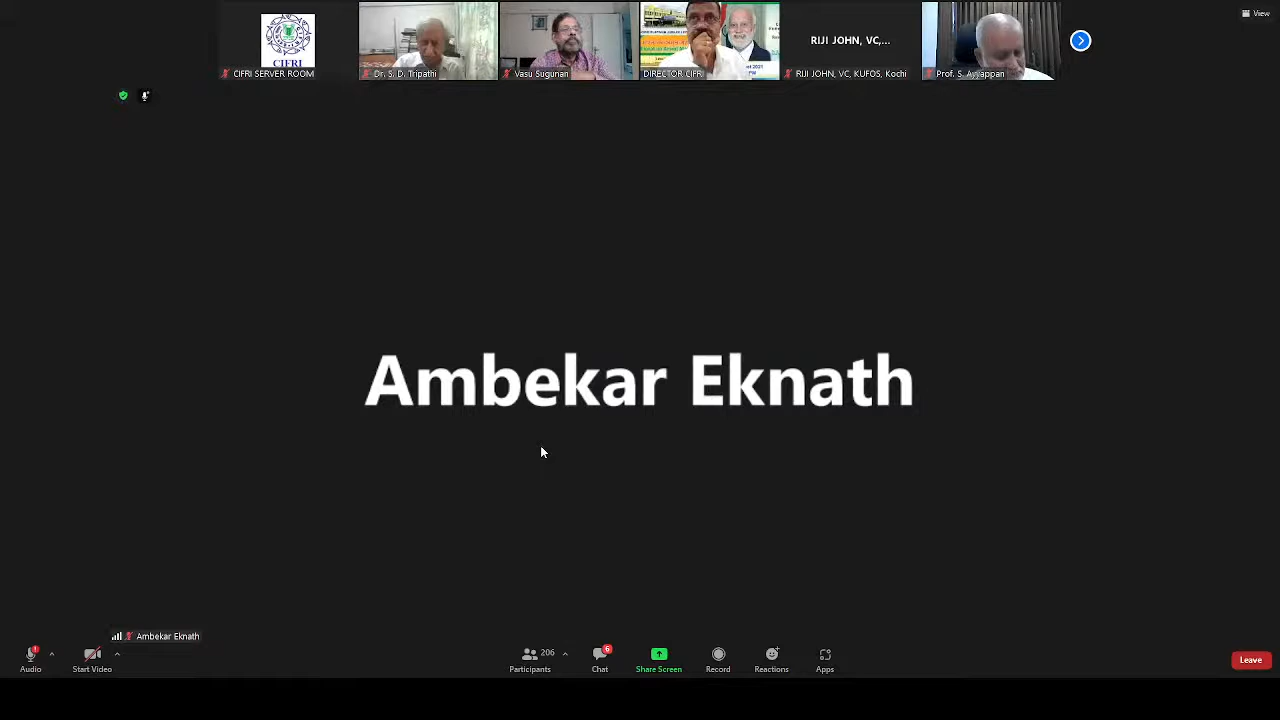 View
CIFRI
CIFRI SERVER ROOM
Dr. S. D. Tripathi
Vasu Sugunan
DIRECTOR CIFRI
RIJI JOHN, VC,...
RIJI JOHN, VC, KUFOS, Kochi
Prof. S. Ayyappan
Ambekar Eknath
Ambekar Eknath
Audio
Start Video
206
Participants
6
Chat
Share Screen
Record
Reactions
Apps
Leave